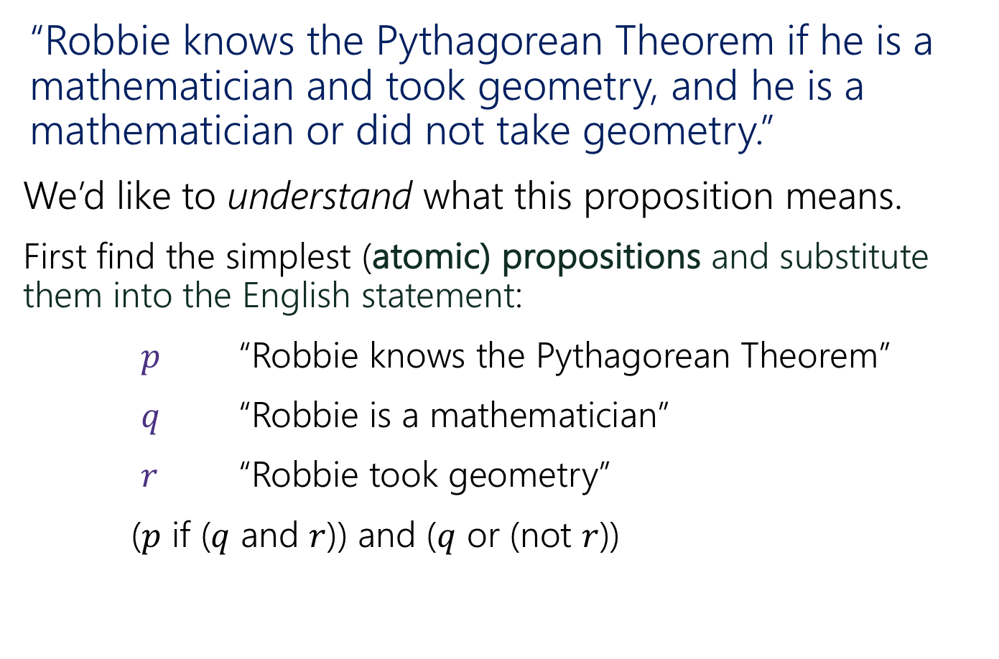 “Robbie knows the Pythagorean Theorem if he is a
mathematician and took geometry, and he is a
mathematician or did not take geometry.”
We’d like to understand what this proposition means.
First find the simplest (atomic) propositions and substitute
them into the English statement:
p “Robbie knows the Pythagorean Theorem”
q “Robbie is a mathematician”
r “Robbie took geometry”
(p if (q and r)) and (q or (not r))